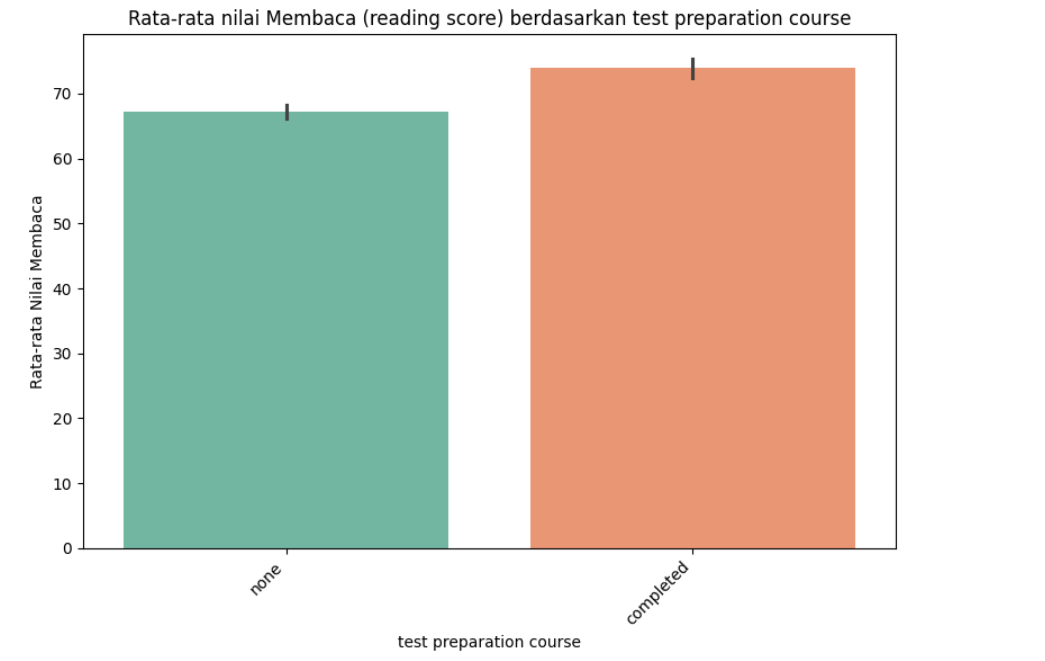 Rata-rata nilai Membaca (reading score) berdasarkan test preparation course
Rata-rata Nilai Membaca
70
60
50
40
30
20
10
0
none
completed
test preparation course